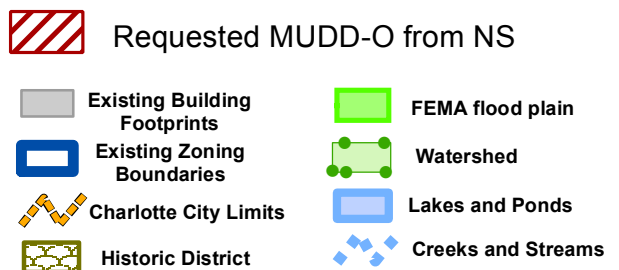 Requested MUDD-O from NS
Existing Building
Footprints
Existing Zoning
Boundaries
Charlotte City Limits
Historic District
FEMA flood plain
Watershed
Lakes and Ponds
Creeks and Streams